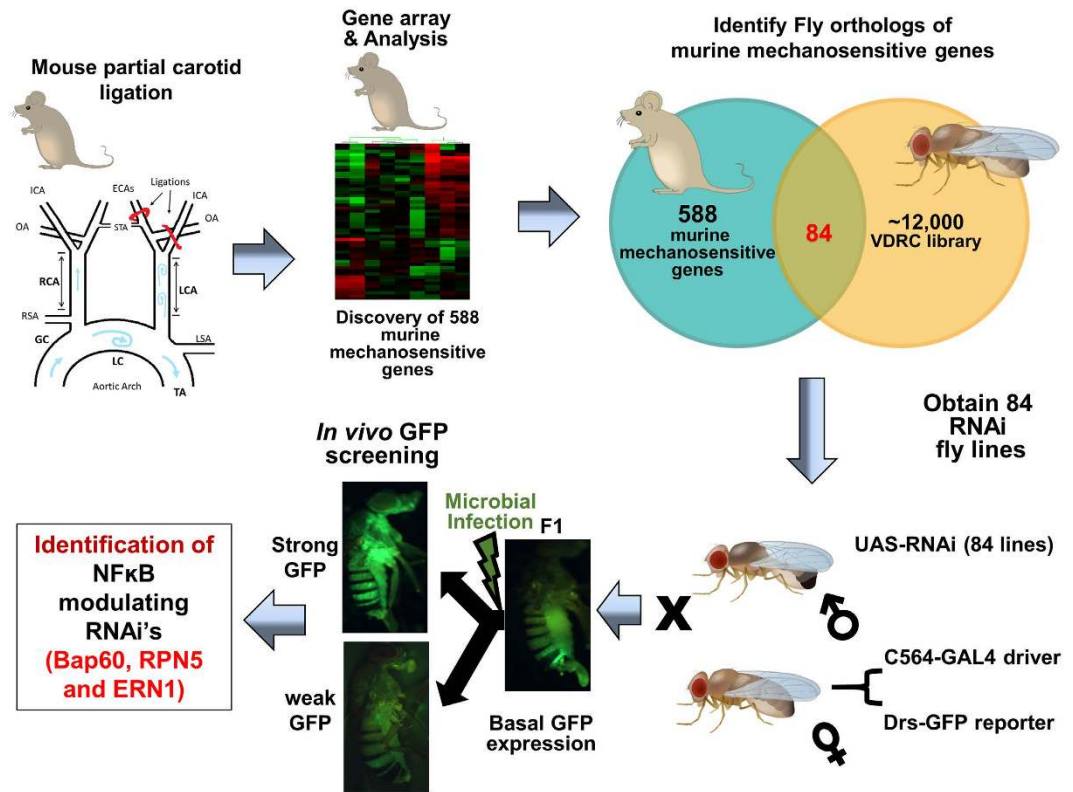 Mouse partial carotid
ligation
ICA
ECAs
Ligations
ICA
OA
STA
OA
RCA
LCA
RSA
LSA
GC
LC
Aortic Arch
TA
Gene array
& Analysis
Discovery of 588
murine
mechanosensitive
genes
Identify Fly orthologs of
murine mechanosensitive genes
588
murine
mechanosensitive
genes
84
~12,000
VDRC library
Obtain 84
RNAi
fly lines
UAS-RNAi (84 lines)
X
♂
C564-GAL4 driver
Drs-GFP reporter
♀
In vivo GFP
screening
Microbial
Infection
F1
Strong
GFP
weak
GFP
Basal GFP
expression
Identification of
NFκB
modulating
RNAi's
(Bap60, RPN5
and ERN1)